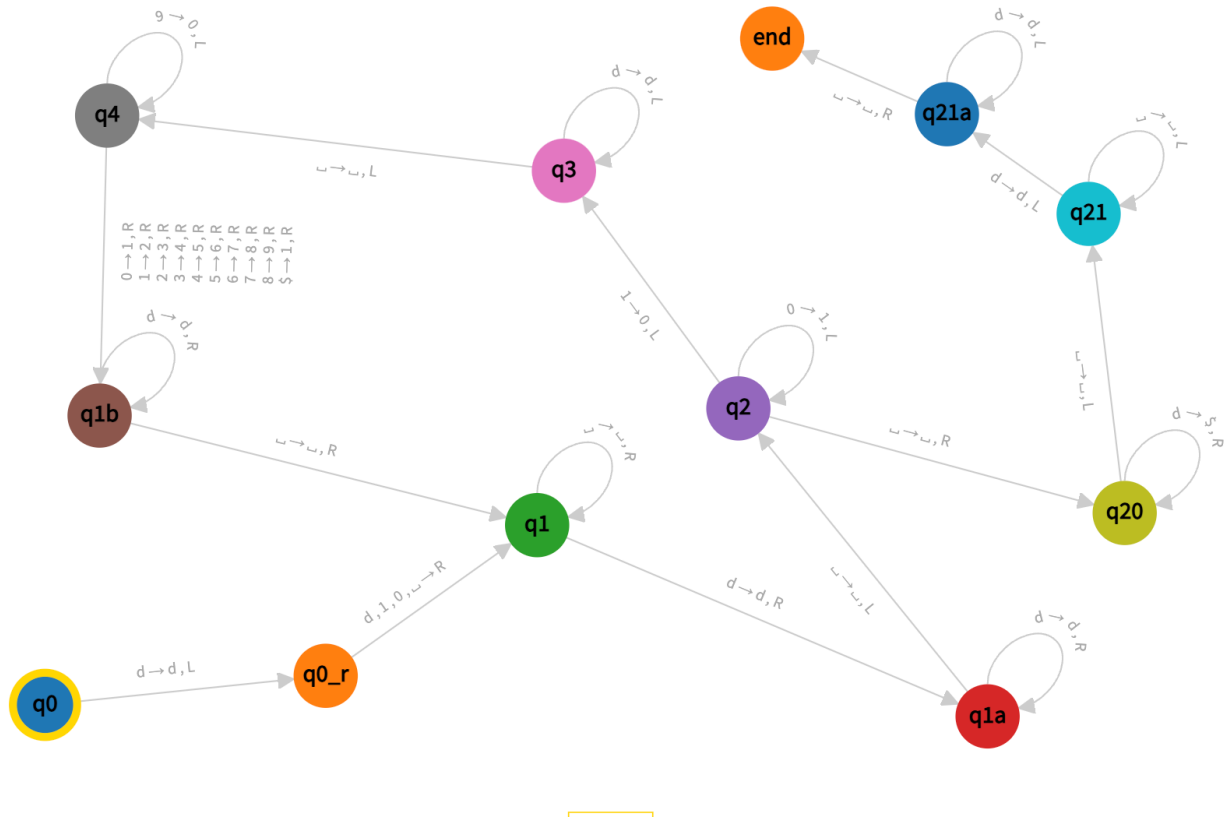 9→0,L
end
d→d,L
q4
q21a
d→d,L
␣→␣,R
␣→␣,L
q3
␣→␣,L
d→d,L
q21
0→1,R
1→2,R
2→3,R
3→4,R
4→5,R
5→6,R
6→7,R
7→8,R
8→9,R
$→1,R
1→0,L
d→d,R
0→1,L
␣→␣,L
q1b
q2
d→S,R
␣→␣,R
␣→␣,R
␣→␣,R
q20
q1
d,1,0,␣→R
d→d,R
␣→␣,L
d→d,R
d→d,L
q0_r
q0
q1a